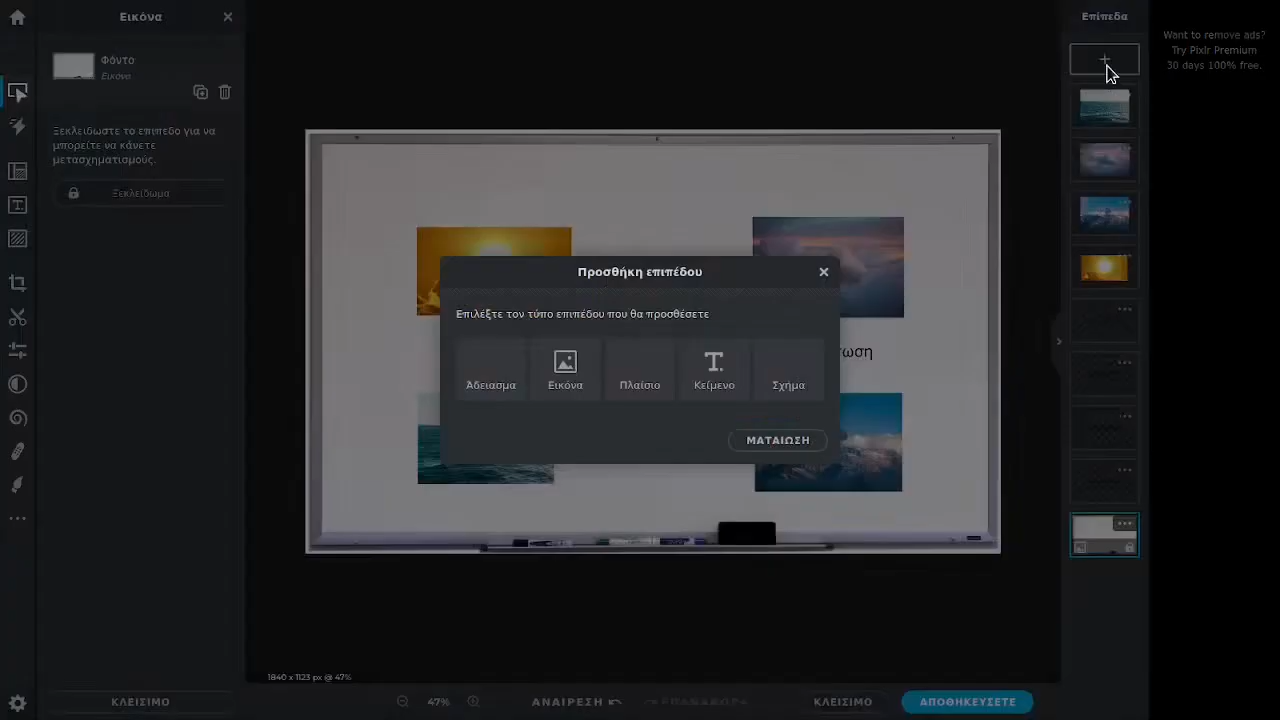 Εικόνα
Φόντο
Εικόνα
Ξεκλειδώστε το επίπεδο για να
μπορείτε να κάνετε
μετασχηματισμούς.
Ξεκλείδωμα
ΚΛΕΙΣΙΜΟ
Προσθήκη επιπέδου
Επιλέξτε τον τύπο επιπέδου που θα προσθέσετε
Άδειασμα
Εικόνα
Πλαίσιο
Κείμενο
Σχήμα
ΜΑΤΑΙΩΣΗ
1840 x 1123 px @ 47%
47%
ΑΝΑΙΡΕΣΗ
ΚΛΕΙΣΙΜΟ
ΑΠΟΘΗΚΕΥΣΕΤΕ
Επίπεδα
Want to remove ads?
Try Pixlr Premium
30 days 100% free.